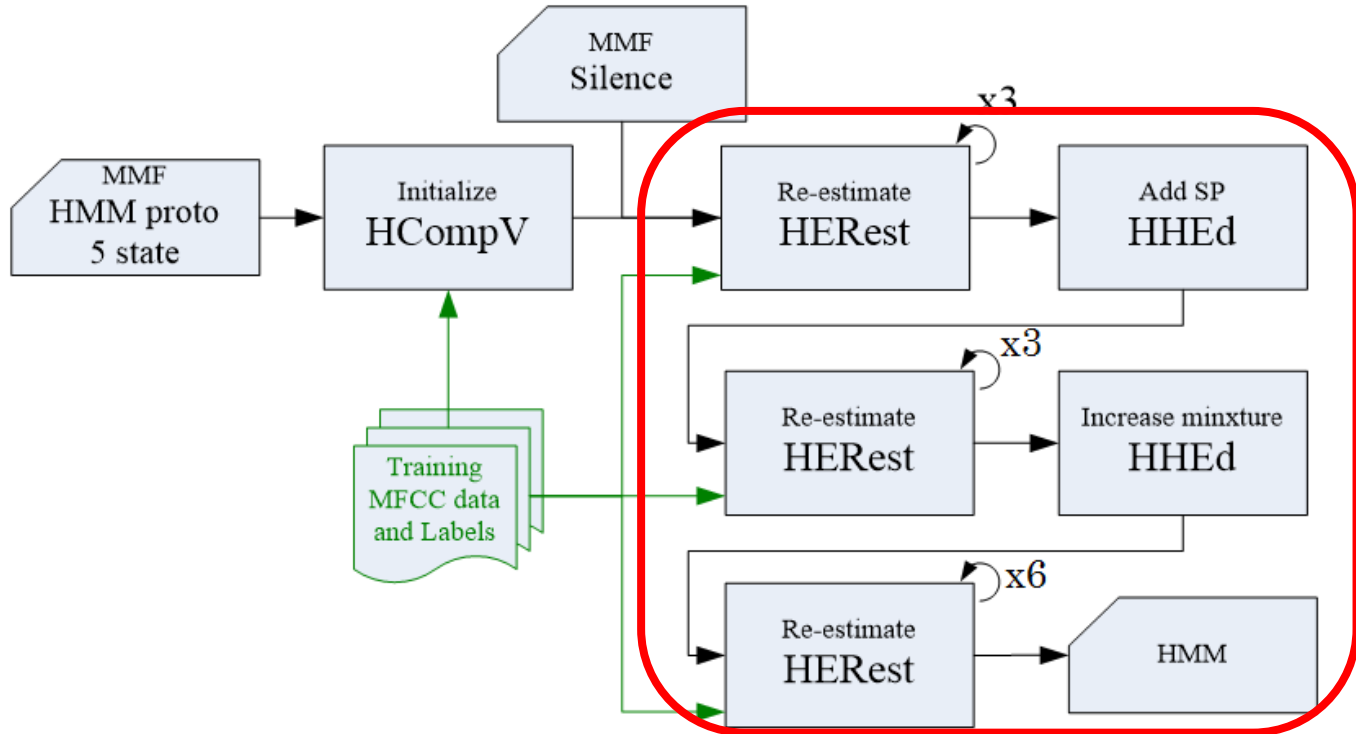 MMF
Silence
x3
MMF
HMM proto
5 state
Initialize
HCompV
Re-estimate
HERest
Add SP
HHEd
x3
Re-estimate
HERest
Increase minxture
HHEd
Training
MFCC data
and Labels
x6
Re-estimate
HERest
HMM